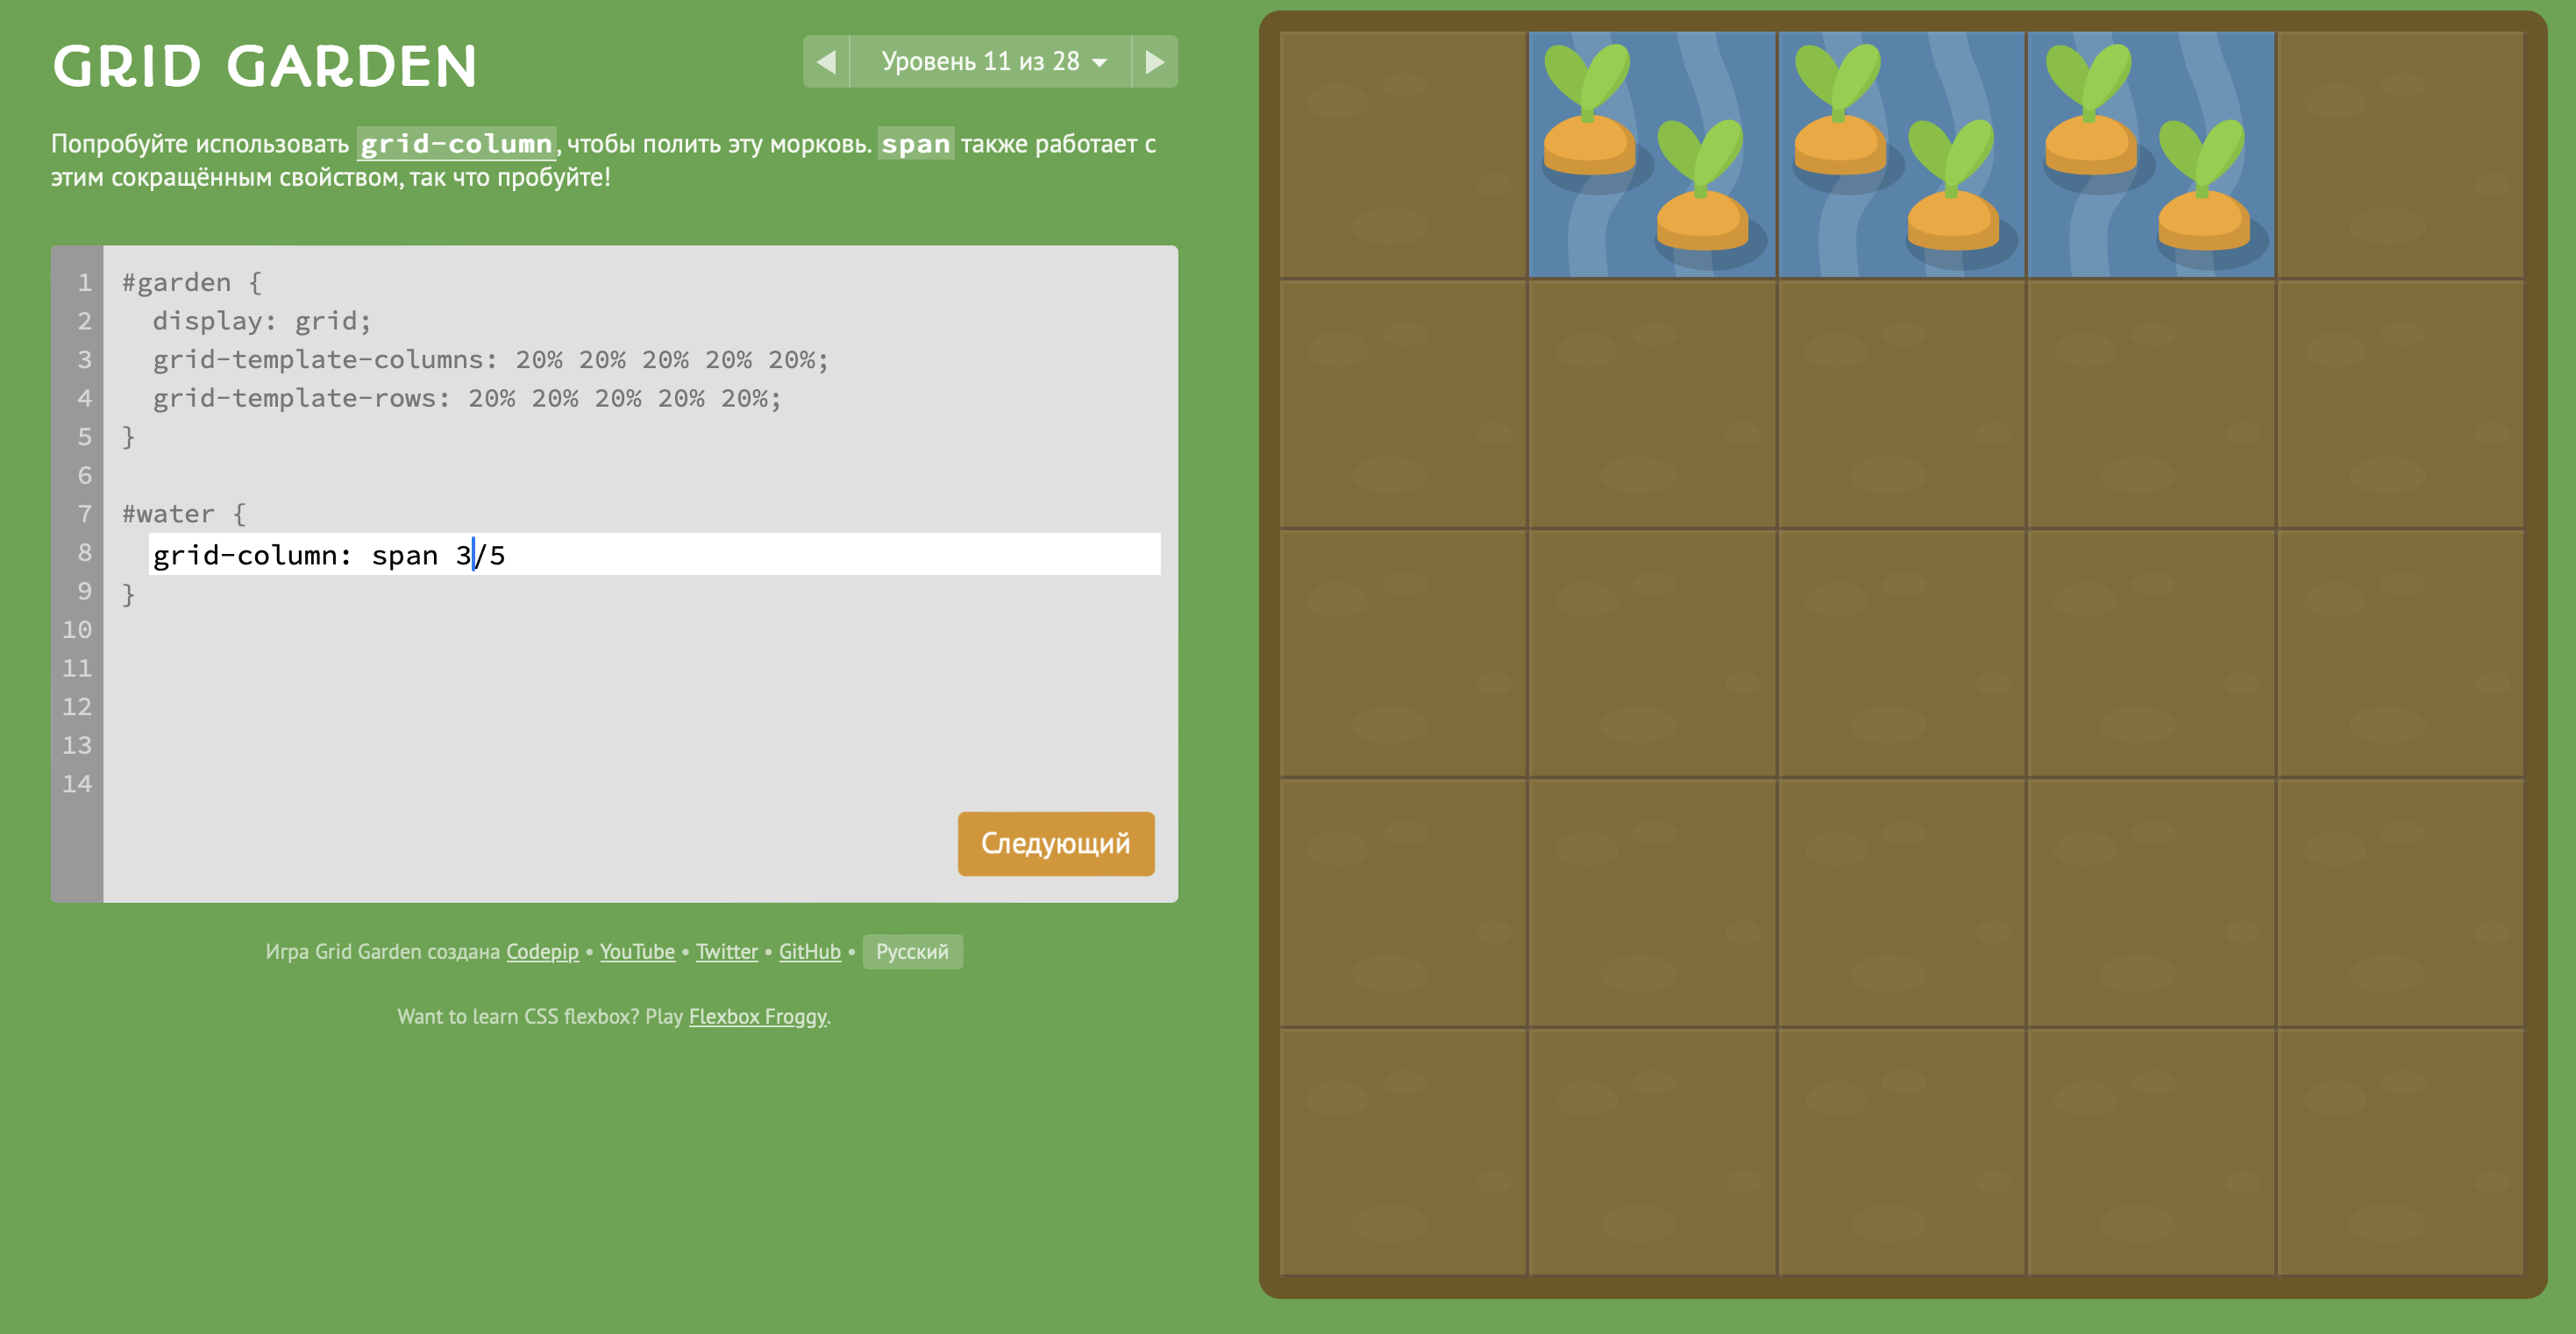 GRID GARDEN
Уровень 11 из 28
Попробуйте использовать grid-column, чтобы полить эту морковь. span также работает с
этим сокращённым свойством, так что пробуйте!
1 #garden {
2 display: grid;
3 grid-template-columns: 20% 20% 20% 20% 20%;
4 grid-template-rows: 20% 20% 20% 20% 20%;
5 }
6
7 #water {
8 grid-column: span 3/5
9 }
10
11
12
13
14
Следующий
Игра Grid Garden создана Codepip • YouTube • Twitter • GitHub • Русский
Want to learn CSS flexbox? Play Flexbox Froggy.